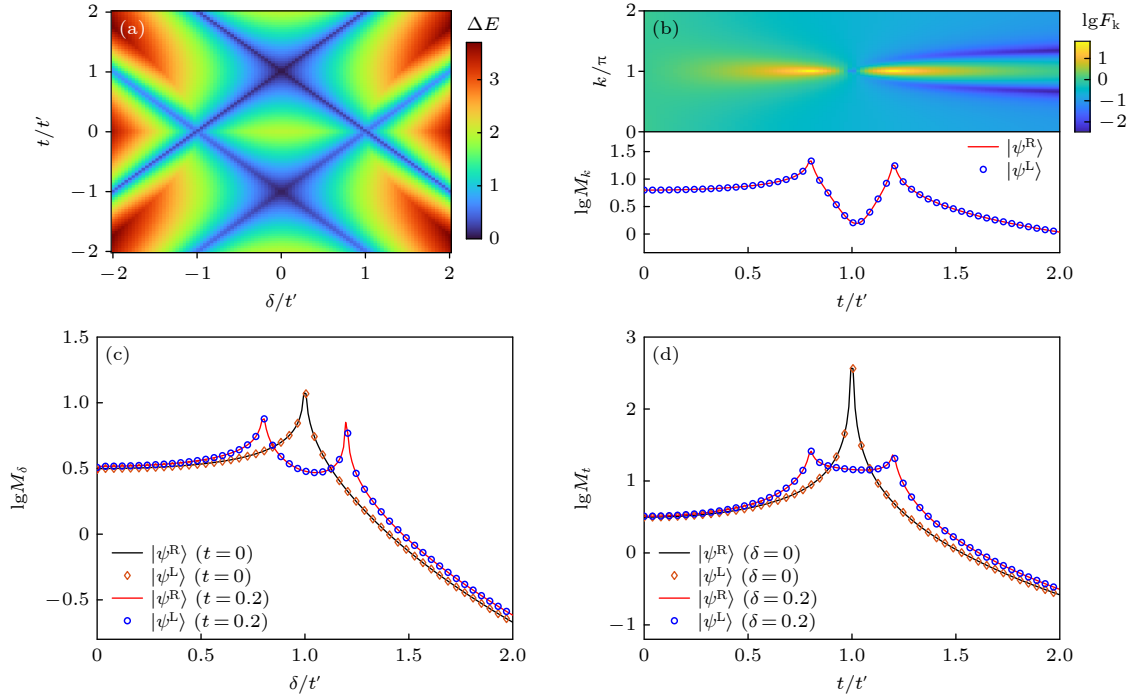 (a)
ΔE
2
1
0
−1
−2
t/t′
−2
−1
0
1
2
δ/t′
3
2
1
0
(b)
lgF_k
2
1
0
k/π
1
0
−1
−2
1.5
1.0
0.5
0
lgM_k
|ψ^R⟩
|ψ^L⟩
0
0.5
1.0
1.5
2.0
t/t′
(c)
1.5
1.0
0.5
0
−0.5
lgM_δ
|ψ^R⟩ (t=0)
|ψ^L⟩ (t=0)
|ψ^R⟩ (t=0.2)
|ψ^L⟩ (t=0.2)
0
0.5
1.0
1.5
2.0
δ/t′
(d)
3
2
1
0
−1
lgM_t
|ψ^R⟩ (δ=0)
|ψ^L⟩ (δ=0)
|ψ^R⟩ (δ=0.2)
|ψ^L⟩ (δ=0.2)
0
0.5
1.0
1.5
2.0
t/t′